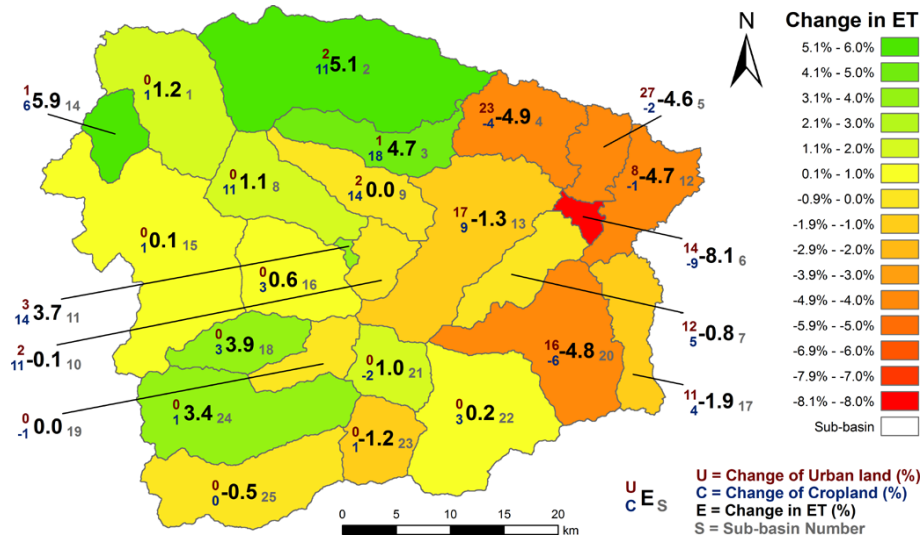 N
Change in ET
5.1% - 6.0%
4.1% - 5.0%
3.1% - 4.0%
2.1% - 3.0%
1.1% - 2.0%
0.1% - 1.0%
-0.9% - 0.0%
-1.9% - -1.0%
-2.9% - -2.0%
-3.9% - -3.0%
-4.9% - -4.0%
-5.9% - -5.0%
-6.9% - -6.0%
-7.9% - -7.0%
-8.1% - -8.0%
Sub-basin
0 1 1.2 1
2 11 5.1 2
1 18 4.7 3
23 -4 -4.9 4
27 -2 -4.6 5
1 6 5.9 14
0 11 1.1 8
2 14 0.0 9
8 -1 -4.7 12
17 9 -1.3 13
14 -9 -8.1 6
0 1 0.1 15
0 3 0.6 16
3 14 3.7 11
2 11 -0.1 10
12 5 -0.8 7
0 3 3.9 18
0 -2 1.0 21
16 -6 -4.8 20
11 4 -1.9 17
0 -1 0.0 19
0 1 3.4 24
0 3 0.2 22
0 1 -1.2 23
0 0 -0.5 25
U C E S
U = Change of Urban land (%)
C = Change of Cropland (%)
E = Change in ET (%)
S = Sub-basin Number
0 5 10 15 20
km